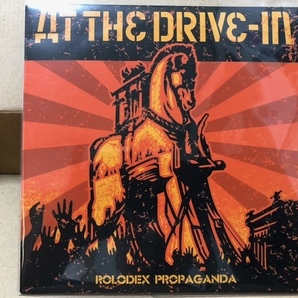 AT THE DRIVE-IN
ROLODEX PROPAGANDA